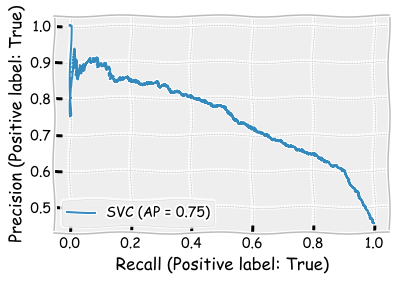 1.0
0.9
0.8
0.7
0.6
0.5
Precision (Positive label: True)
SVC (AP = 0.75)
0.0 0.2 0.4 0.6 0.8 1.0
Recall (Positive label: True)